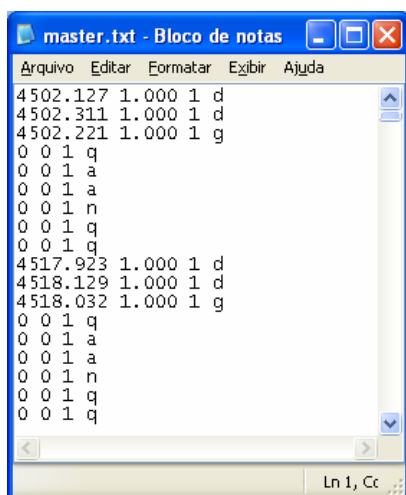 master.txt - Bloco de notas
Arquivo Editar Formatar Exibir Ajuda
4502.127 1.000 1 d
4502.311 1.000 1 d
4502.221 1.000 1 g
0 0 1 q
0 0 1 a
0 0 1 a
0 0 1 n
0 0 1 q
0 0 1 q
4517.923 1.000 1 d
4518.129 1.000 1 d
4518.032 1.000 1 g
0 0 1 q
0 0 1 a
0 0 1 a
0 0 1 n
0 0 1 q
0 0 1 q
Ln 1, Cc